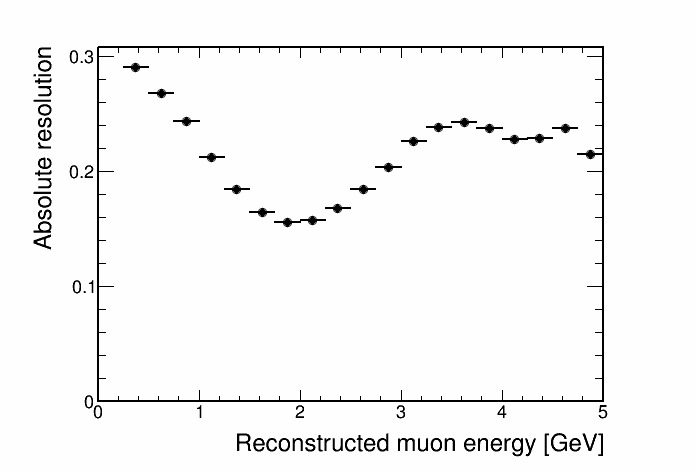 Absolute resolution
0.3
0.2
0.1
0
0 1 2 3 4 5
Reconstructed muon energy [GeV]